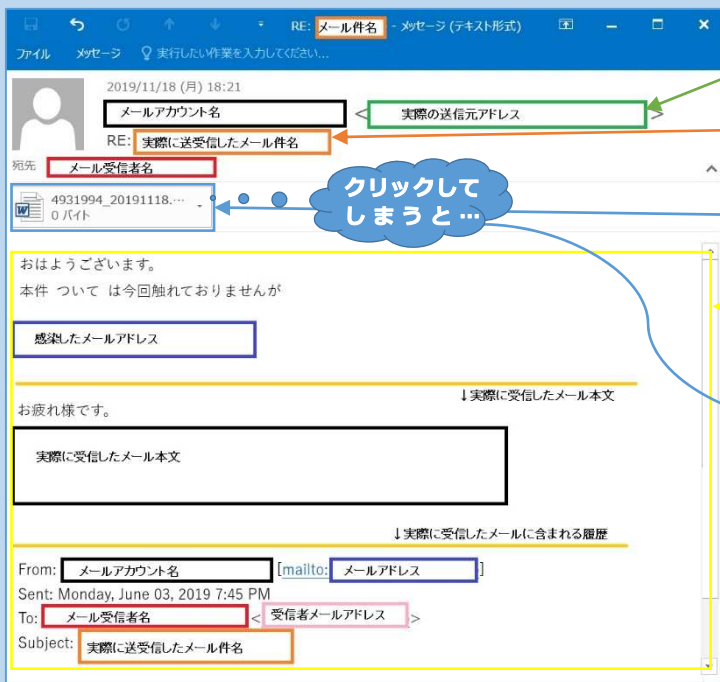 RE: メール件名 - メッセージ (テキスト形式)
ファイル メッセージ 実行したい作業を入力してください...
2019/11/18 (月) 18:21
メールアカウント名 < 実際の送信元アドレス >
RE: 実際に送受信したメール件名
宛先 メール受信者名
4931994_20191118.…
0 バイト
クリックして
しまうと…
おはようございます。
本件 ついて は今回触れておりませんが
感染したメールアドレス
↓実際に受信したメール本文
お疲れ様です。
実際に受信したメール本文
↓実際に受信したメールに含まれる履歴
From: メールアカウント名 [mailto: メールアドレス ]
Sent: Monday, June 03, 2019 7:45 PM
To: メール受信者名 < 受信者メールアドレス >
Subject: 実際に送受信したメール件名